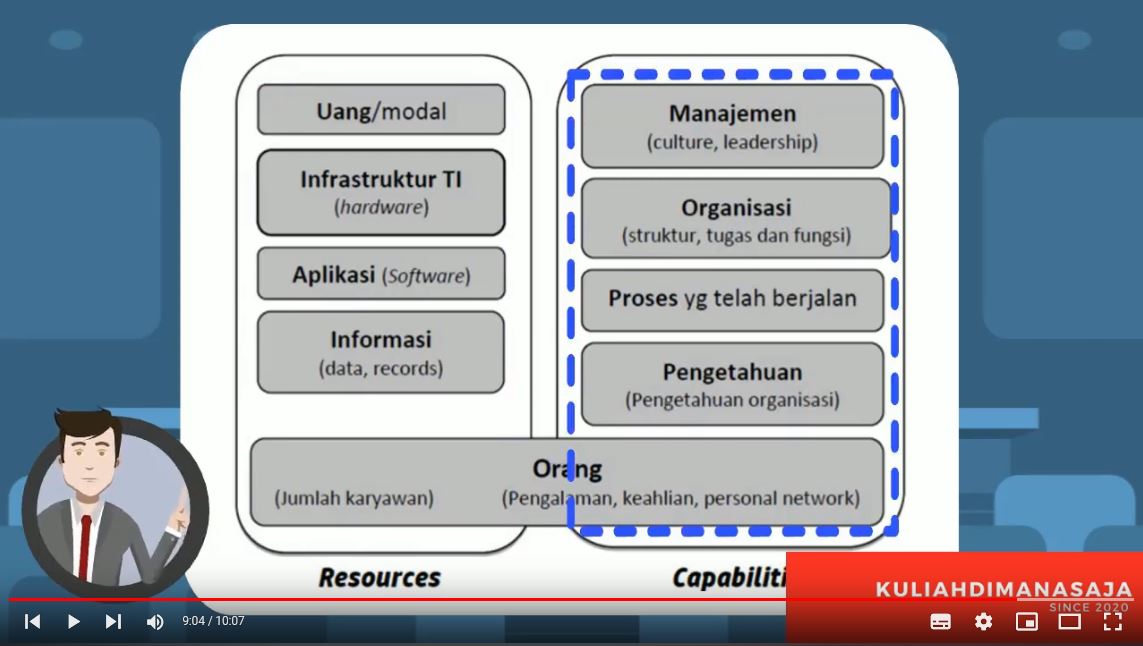 Uang/modal
Infrastruktur TI
(hardware)
Aplikasi (Software)
Informasi
(data, records)
Manajemen
(culture, leadership)
Organisasi
(struktur, tugas dan fungsi)
Proses yg telah berjalan
Pengetahuan
(Pengetahuan organisasi)
Orang
(Jumlah karyawan) (Pengalaman, keahlian, personal network)
Resources
Capabiliti
KULIAHDIMANASAJA
SINCE 2020
9:04 / 10:07